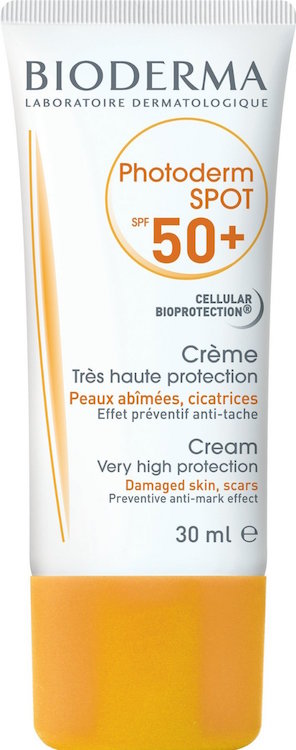 BIODERMA
LABORATOIRE DERMATOLOGIQUE
Photoderm
SPOT
SPF 50+
CELLULAR
BIOPROTECTION®
Crème
Très haute protection
Peaux abîmées, cicatrices
Effet préventif anti-tache
Cream
Very high protection
Damaged skin, scars
Preventive anti-mark effect
30 ml ℮